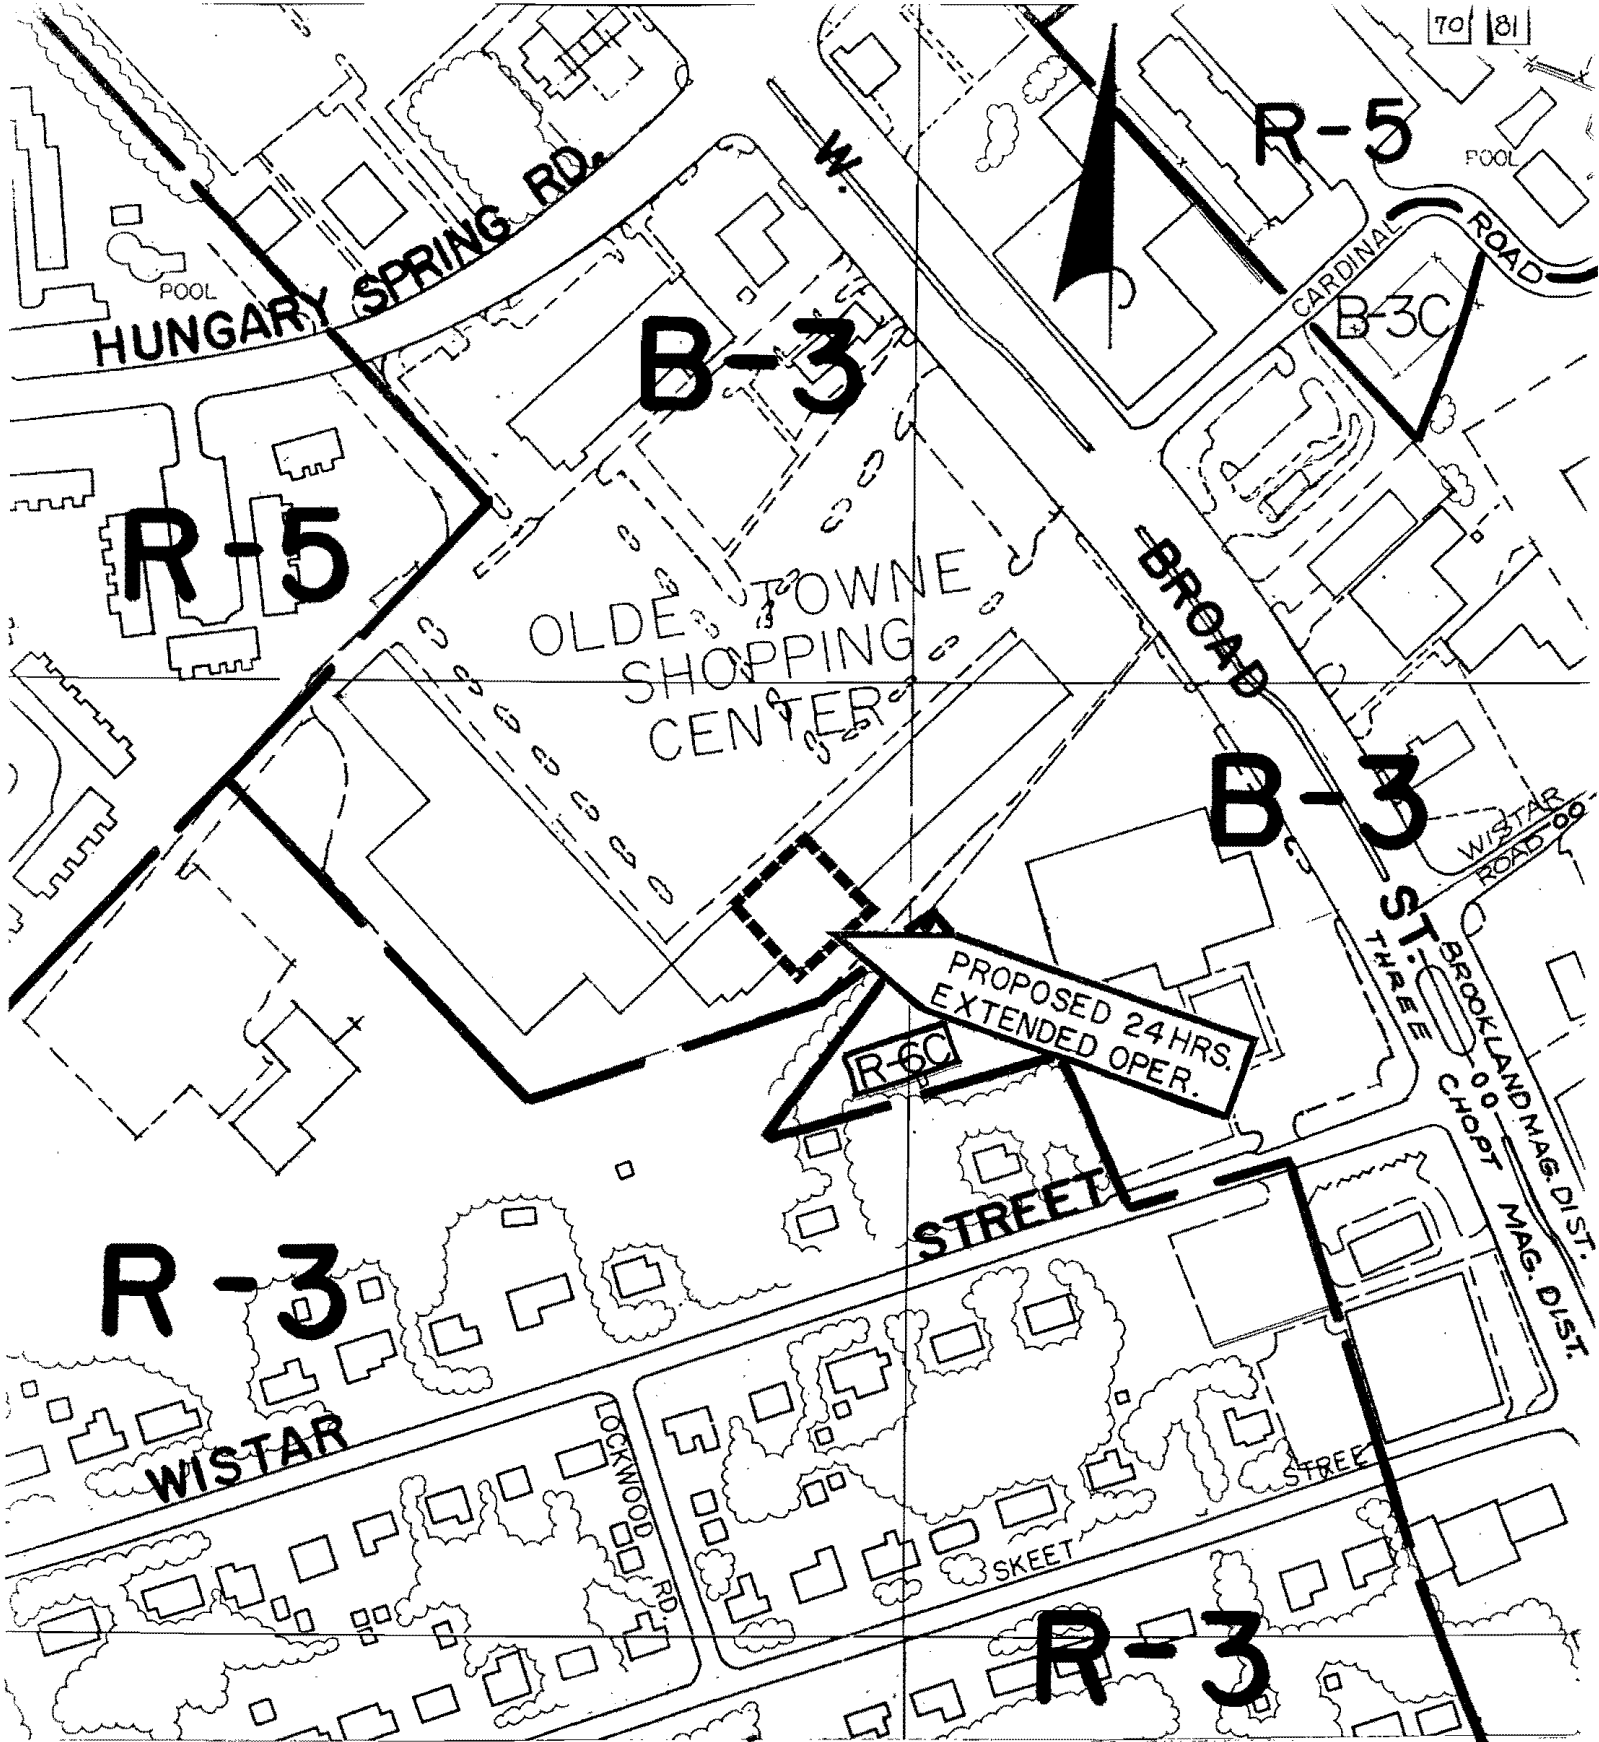 70 81
R-5
POOL
W.
HUNGARY SPRING RD.
CARDINAL ROAD
POOL
B-3C
B-3
R-5
OLDE TOWNE
SHOPPING
CENTER
BROAD
B-3
WISTAR
ROAD
ST.
THREE
CHOPT MAG. DIST.
BROOKLAND MAG. DIST.
PROPOSED 24 HRS.
EXTENDED OPER.
R-6C
STREET
R-3
WISTAR
LOCKWOOD
RD.
STREE
SKEET
R-3